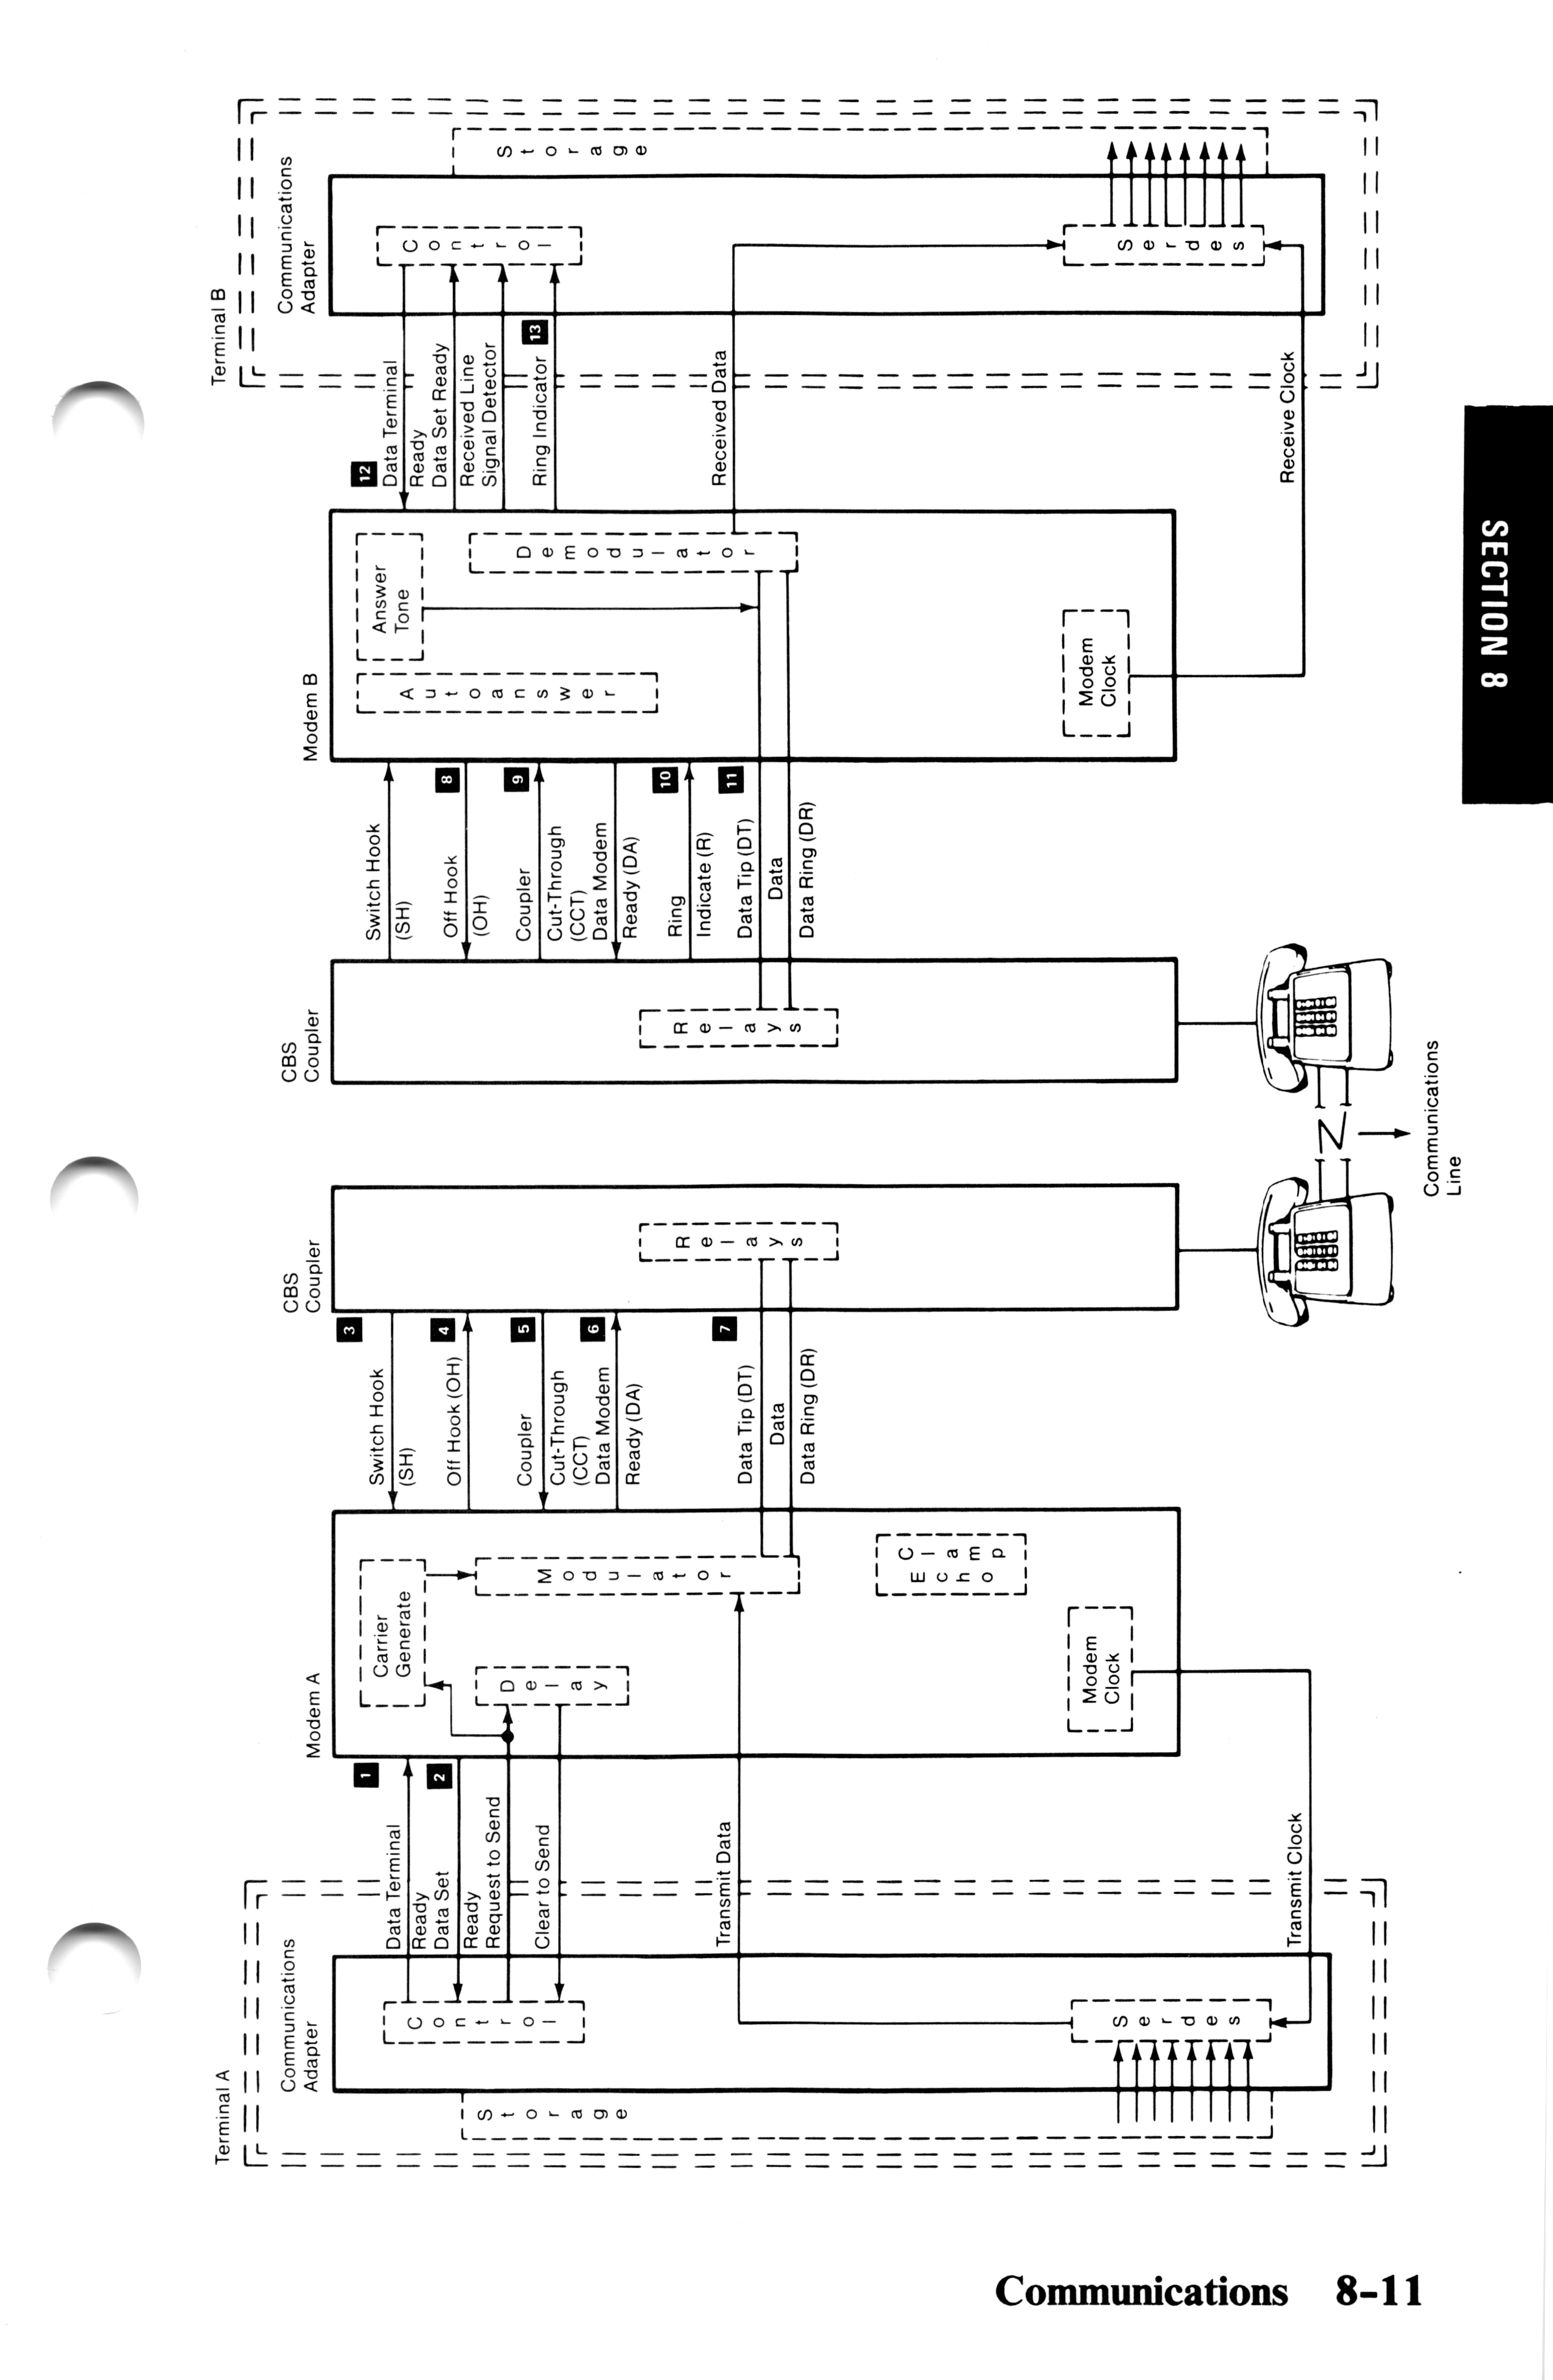 Terminal A
Communications
Adapter
Storage
Control
Serdes
Data Terminal
Ready
Data Set
Ready
Request to Send
Clear to Send
Transmit Data
Transmit Clock
1
2
Modem A
Carrier
Generate
Delay
Modulator
Echo
Clamp
Modem
Clock
3
Switch Hook
(SH)
4
Off Hook (OH)
5
Coupler
Cut-Through
(CCT)
6
Data Modem
Ready (DA)
7
Data Tip (DT)
Data
Data Ring (DR)
CBS
Coupler
Relays
Communications
Line
CBS
Coupler
Relays
Switch Hook
(SH)
8
Off Hook
(OH)
9
Coupler
Cut-Through
(CCT)
Data Modem
Ready (DA)
10
Ring
Indicate (R)
11
Data Tip (DT)
Data
Data Ring (DR)
Modem B
Autoanswer
Answer
Tone
Demodulator
Modem
Clock
12
Data Terminal
Ready
Data Set Ready
Received Line
Signal Detector
Ring Indicator
13
Received Data
Receive Clock
Terminal B
Communications
Adapter
Control
Serdes
Storage
SECTION 8
Communications 8-11